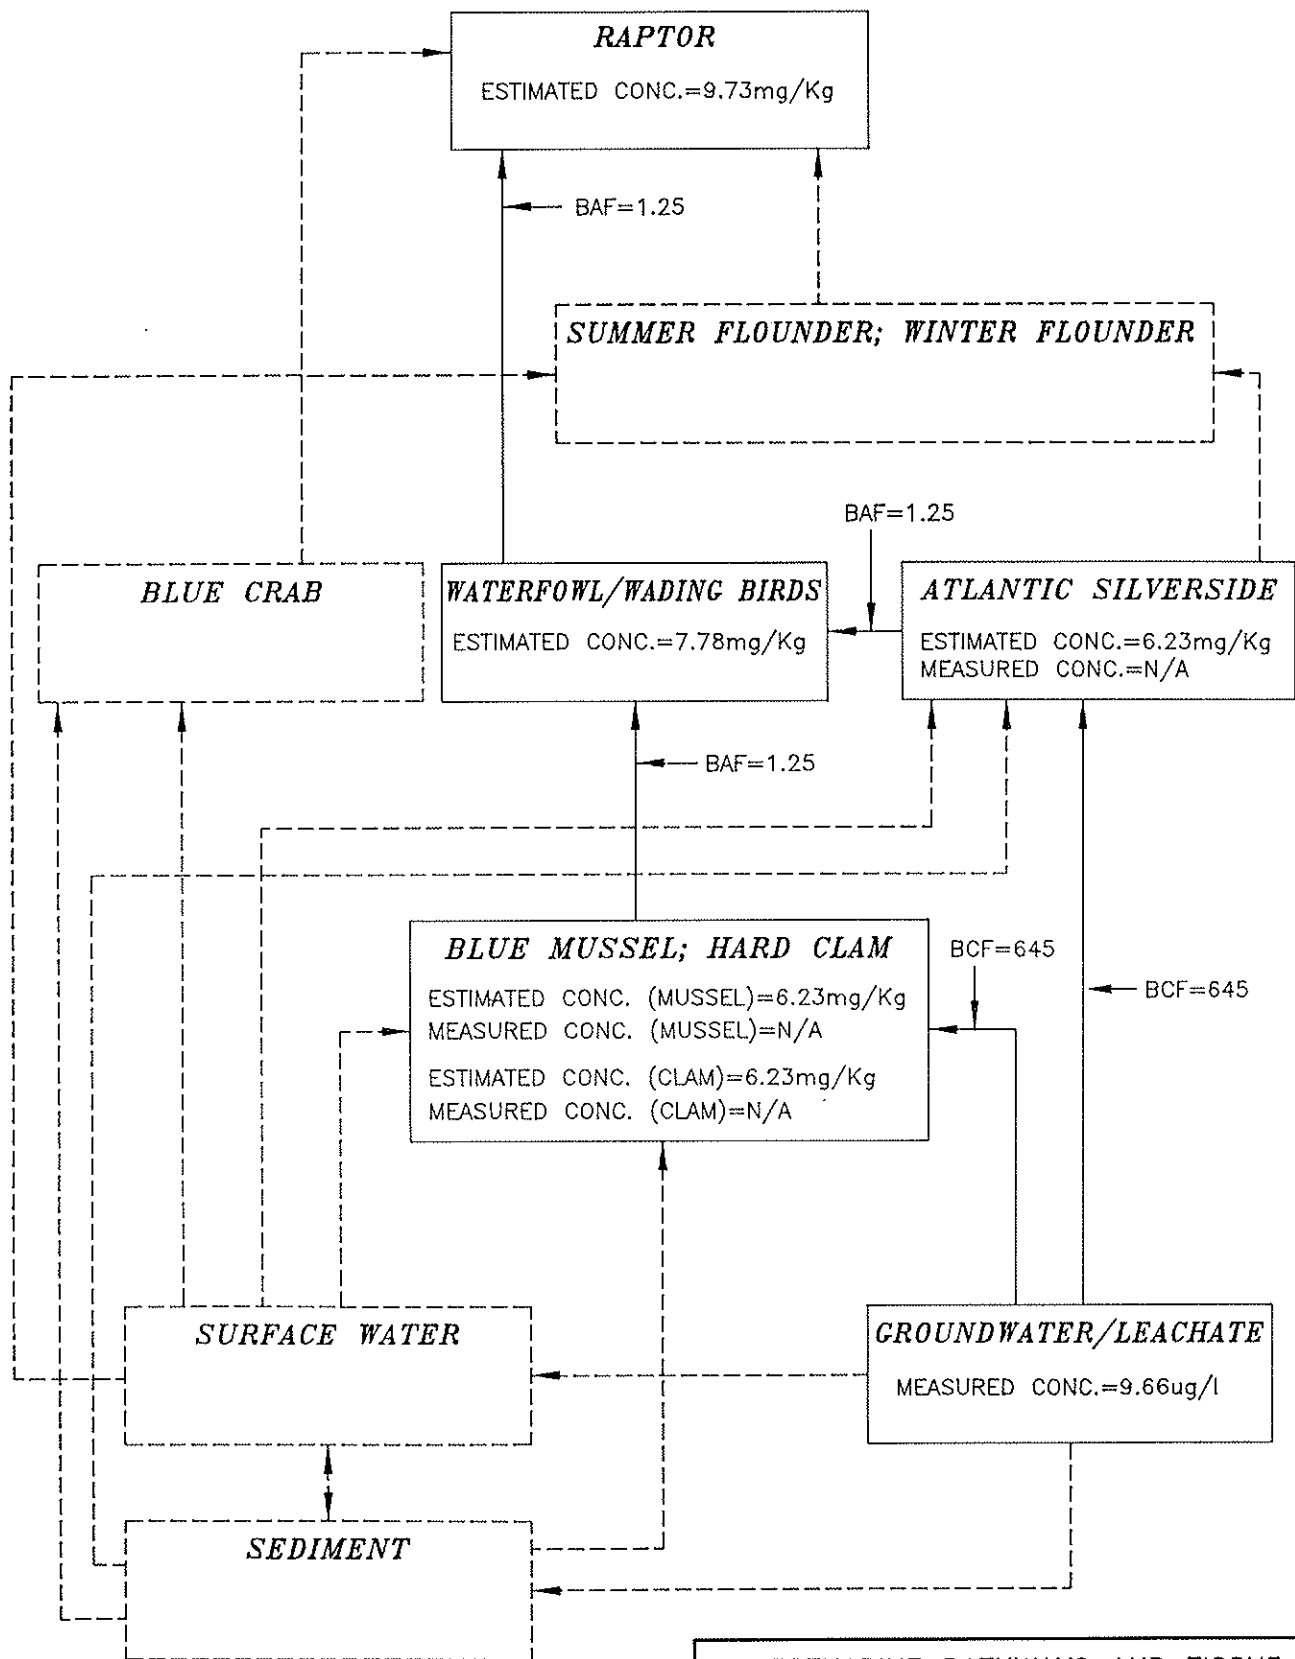 RAPTOR
ESTIMATED CONC.=9.73mg/Kg
BAF=1.25
SUMMER FLOUNDER; WINTER FLOUNDER
BAF=1.25
BLUE CRAB
WATERFOWL/WADING BIRDS
ESTIMATED CONC.=7.78mg/Kg
ATLANTIC SILVERSIDE
ESTIMATED CONC.=6.23mg/Kg
MEASURED CONC.=N/A
BAF=1.25
BLUE MUSSEL; HARD CLAM
ESTIMATED CONC. (MUSSEL)=6.23mg/Kg
MEASURED CONC. (MUSSEL)=N/A
ESTIMATED CONC. (CLAM)=6.23mg/Kg
MEASURED CONC. (CLAM)=N/A
BCF=645
BCF=645
SURFACE WATER
GROUNDWATER/LEACHATE
MEASURED CONC.=9.66ug/l
SEDIMENT